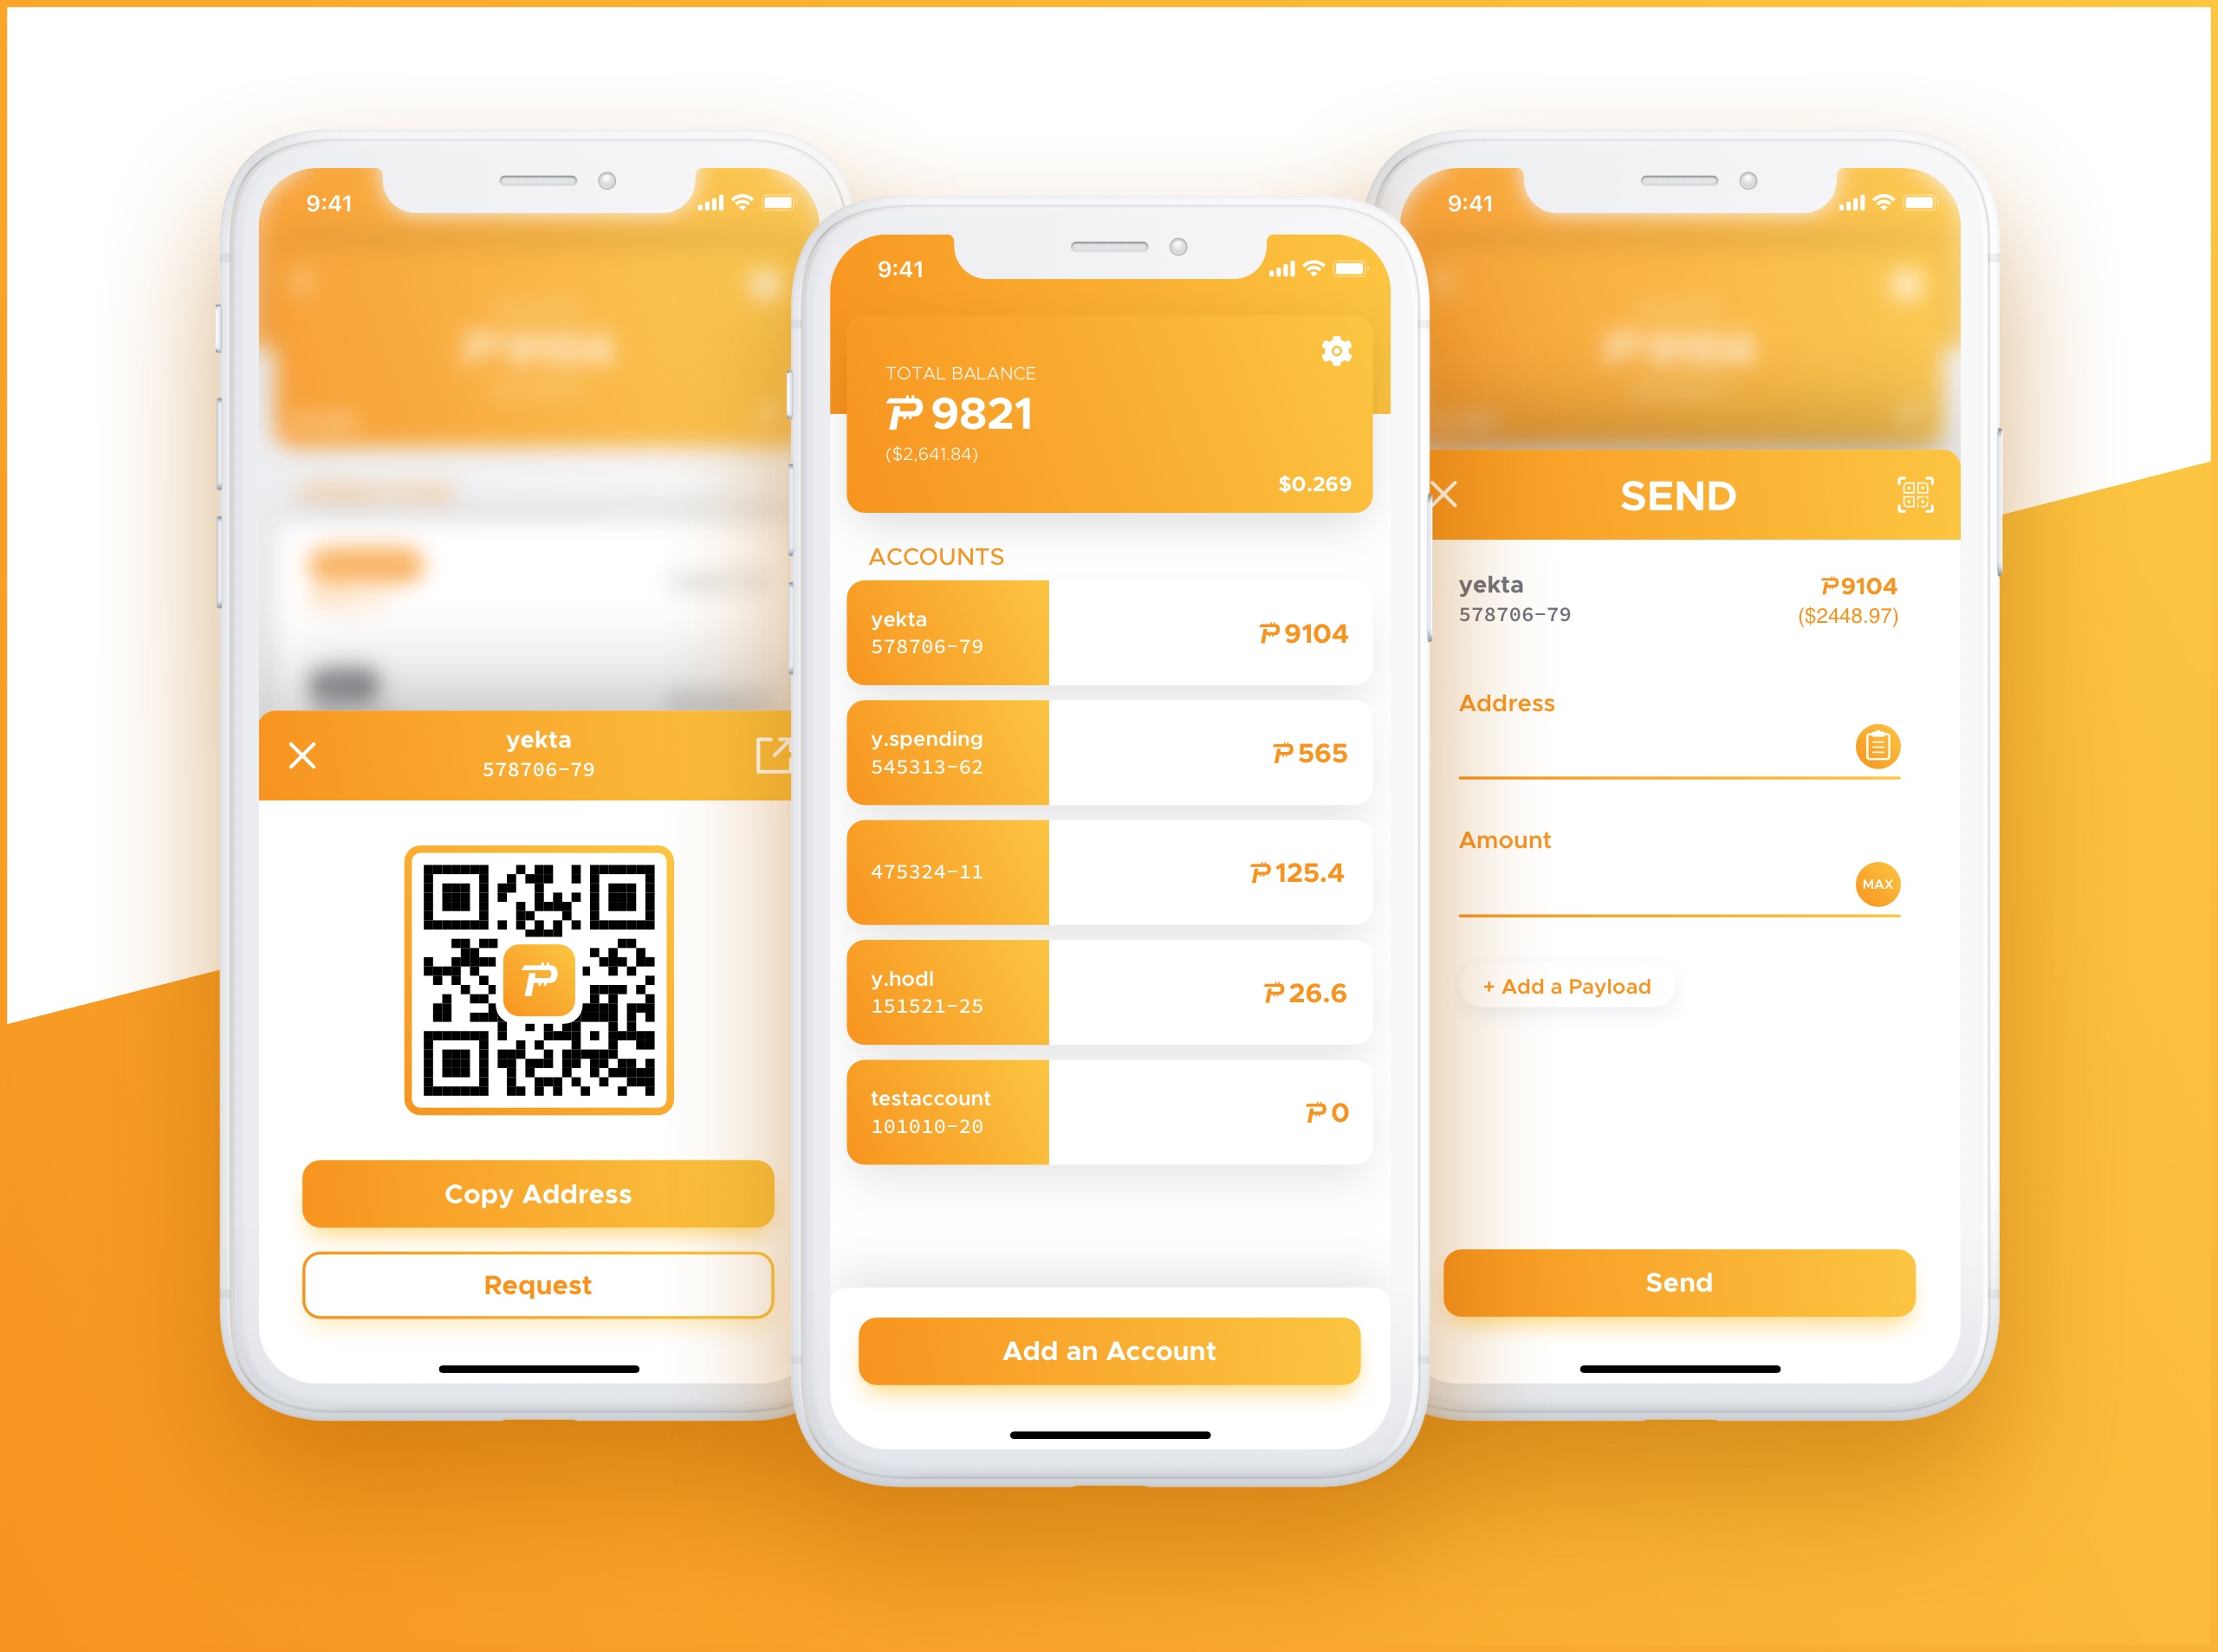 9:41
yekta
578706-79
Copy Address
Request
9:41
TOTAL BALANCE
9821
($2,641.84)
$0.269
ACCOUNTS
yekta
578706-79
9104
y.spending
545313-62
565
475324-11
125.4
y.hodl
151521-25
26.6
testaccount
101010-20
0
Add an Account
9:41
SEND
yekta
9104
578706-79
($2448.97)
Address
Amount
MAX
+ Add a Payload
Send